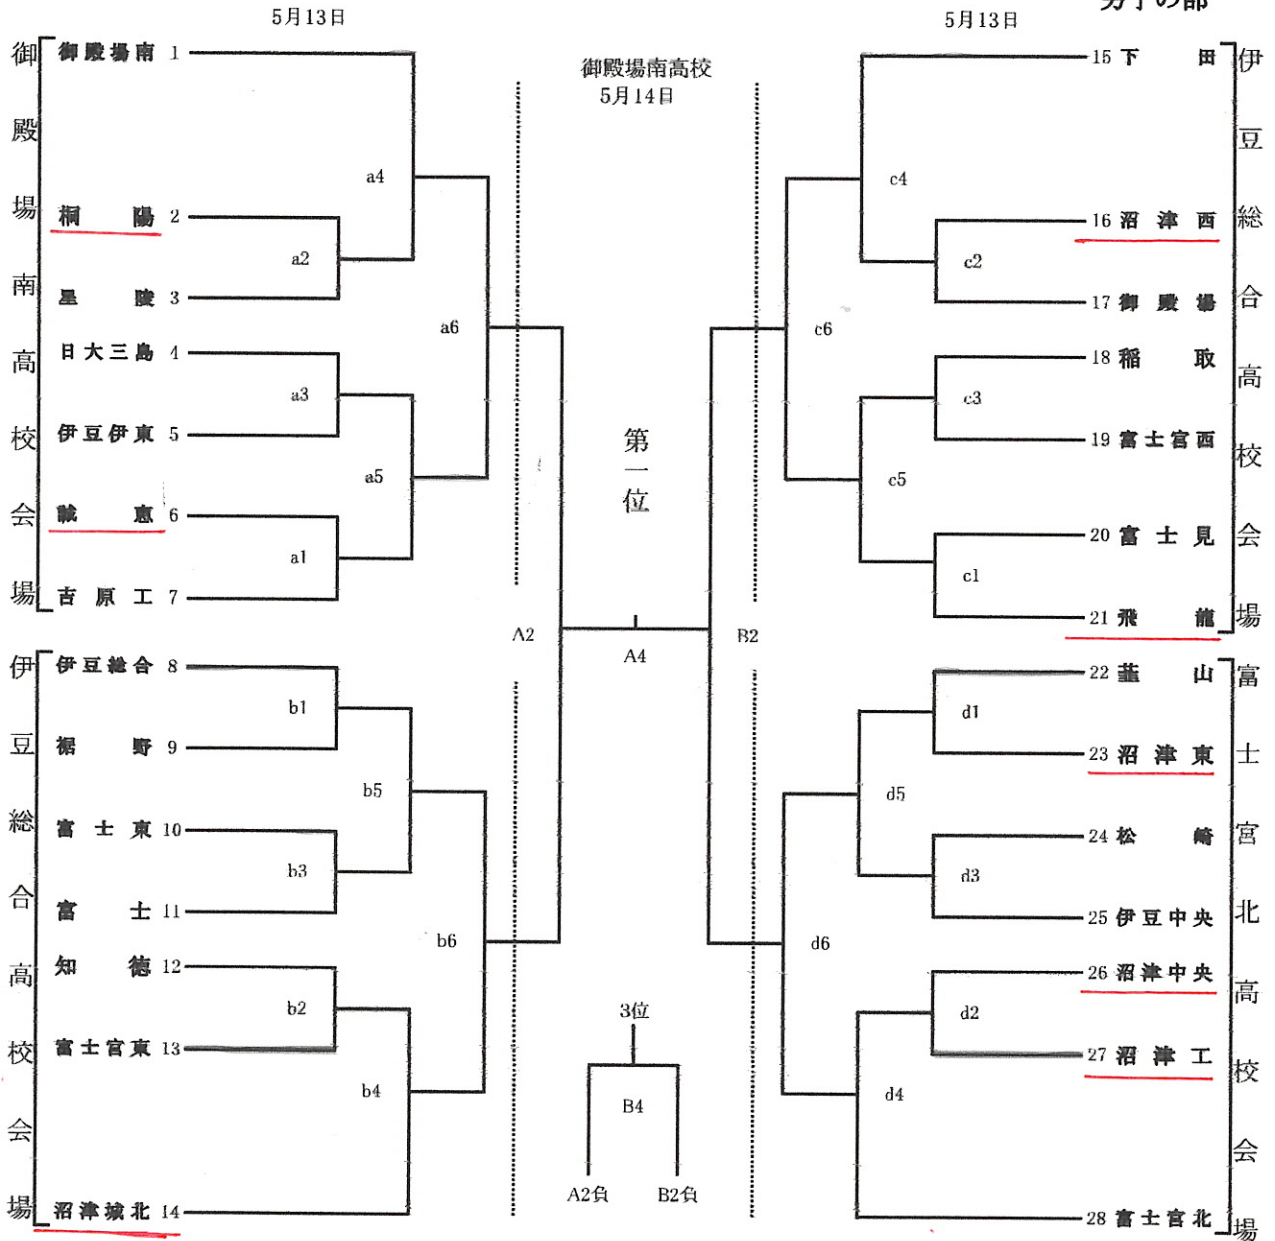 5月13日
御殿場南高校会場
御殿場南 1
桐陽 2
星陵 3
日大三島 4
伊豆伊東 5
誠恵 6
吉原工 7
a4
a2
a6
a3
a5
a1
伊豆総合高校会場
伊豆総合 8
裾野 9
富士東 10
富士 11
知徳 12
富士宮東 13
沼津城北 14
b1
b5
b3
b6
b2
b4
御殿場南高校
5月14日
第一位
A2
A4
B2
3位
B4
A2負 B2負
5月13日
男子の部
伊豆総合高校会場
15 下田
16 沼津西
17 御殿場
18 稲取
19 富士宮西
20 富士見
21 飛龍
c4
c2
c6
c3
c5
c1
富士宮北高校会場
22 韮山
23 沼津東
24 松崎
25 伊豆中央
26 沼津中央
27 沼津工
28 富士宮北
d1
d5
d3
d6
d2
d4